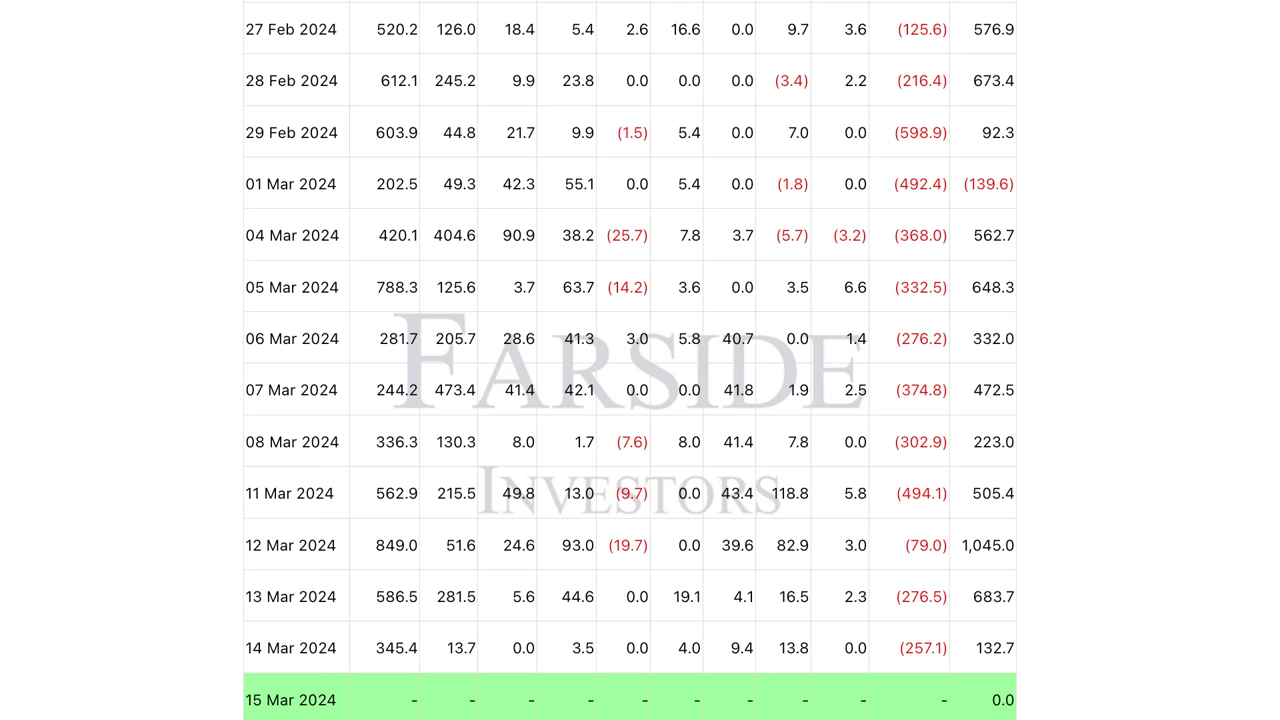 27 Feb 2024 520.2 126.0 18.4 5.4 2.6 16.6 0.0 9.7 3.6 (125.6) 576.9
28 Feb 2024 612.1 245.2 9.9 23.8 0.0 0.0 0.0 (3.4) 2.2 (216.4) 673.4
29 Feb 2024 603.9 44.8 21.7 9.9 (1.5) 5.4 0.0 7.0 0.0 (598.9) 92.3
01 Mar 2024 202.5 49.3 42.3 55.1 0.0 5.4 0.0 (1.8) 0.0 (492.4) (139.6)
04 Mar 2024 420.1 404.6 90.9 38.2 (25.7) 7.8 3.7 (5.7) (3.2) (368.0) 562.7
05 Mar 2024 788.3 125.6 3.7 63.7 (14.2) 3.6 0.0 3.5 6.6 (332.5) 648.3
06 Mar 2024 281.7 205.7 28.6 41.3 3.0 5.8 40.7 0.0 1.4 (276.2) 332.0
FARSIDE
07 Mar 2024 244.2 473.4 41.4 42.1 0.0 0.0 41.8 1.9 2.5 (374.8) 472.5
08 Mar 2024 336.3 130.3 8.0 1.7 (7.6) 8.0 41.4 7.8 0.0 (302.9) 223.0
11 Mar 2024 562.9 215.5 49.8 13.0 (9.7) 0.0 43.4 118.8 5.8 (494.1) 505.4
INVESTORS
12 Mar 2024 849.0 51.6 24.6 93.0 (19.7) 0.0 39.6 82.9 3.0 (79.0) 1,045.0
13 Mar 2024 586.5 281.5 5.6 44.6 0.0 19.1 4.1 16.5 2.3 (276.5) 683.7
14 Mar 2024 345.4 13.7 0.0 3.5 0.0 4.0 9.4 13.8 0.0 (257.1) 132.7
15 Mar 2024 - - - - - - - - - - 0.0